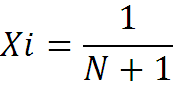 Xi = 1 / (N + 1)